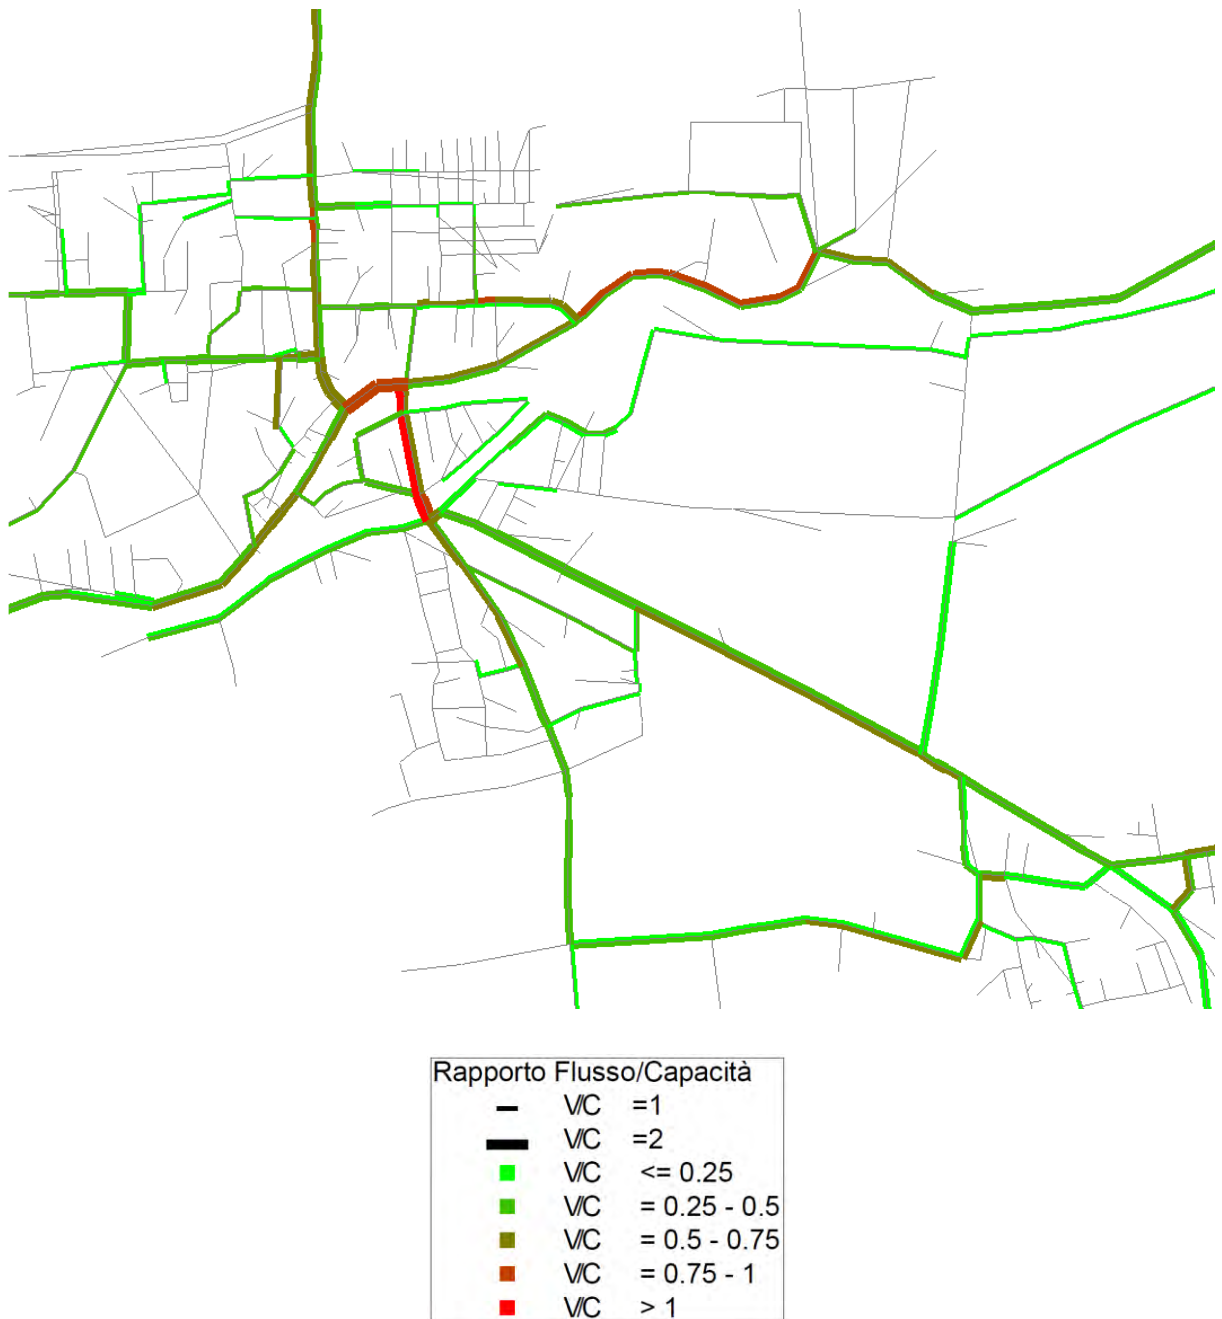 Rapporto Flusso/Capacità
V/C =1
V/C =2
V/C <= 0.25
V/C = 0.25 - 0.5
V/C = 0.5 - 0.75
V/C = 0.75 - 1
V/C > 1